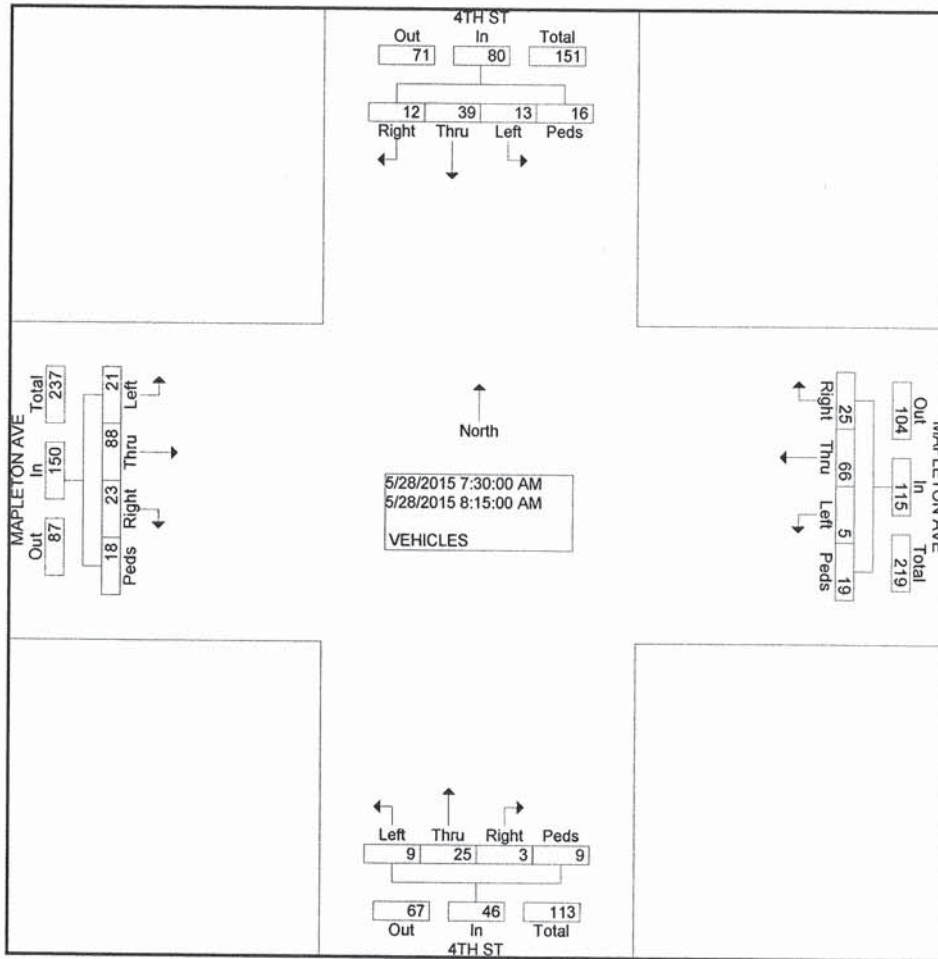 4TH ST
Out In Total
71 80 151
12 39 13 16
Right Thru Left Peds
MAPLETON AVE
Out In Total
87 150 237
21 88 23 18
Left Thru Right Peds
North
5/28/2015 7:30:00 AM
5/28/2015 8:15:00 AM
VEHICLES
Right Thru Left Peds
25 66 5 19
Out In Total
104 115 219
MAPLETON AVE
Left Thru Right Peds
9 25 3 9
67 46 113
Out In Total
4TH ST